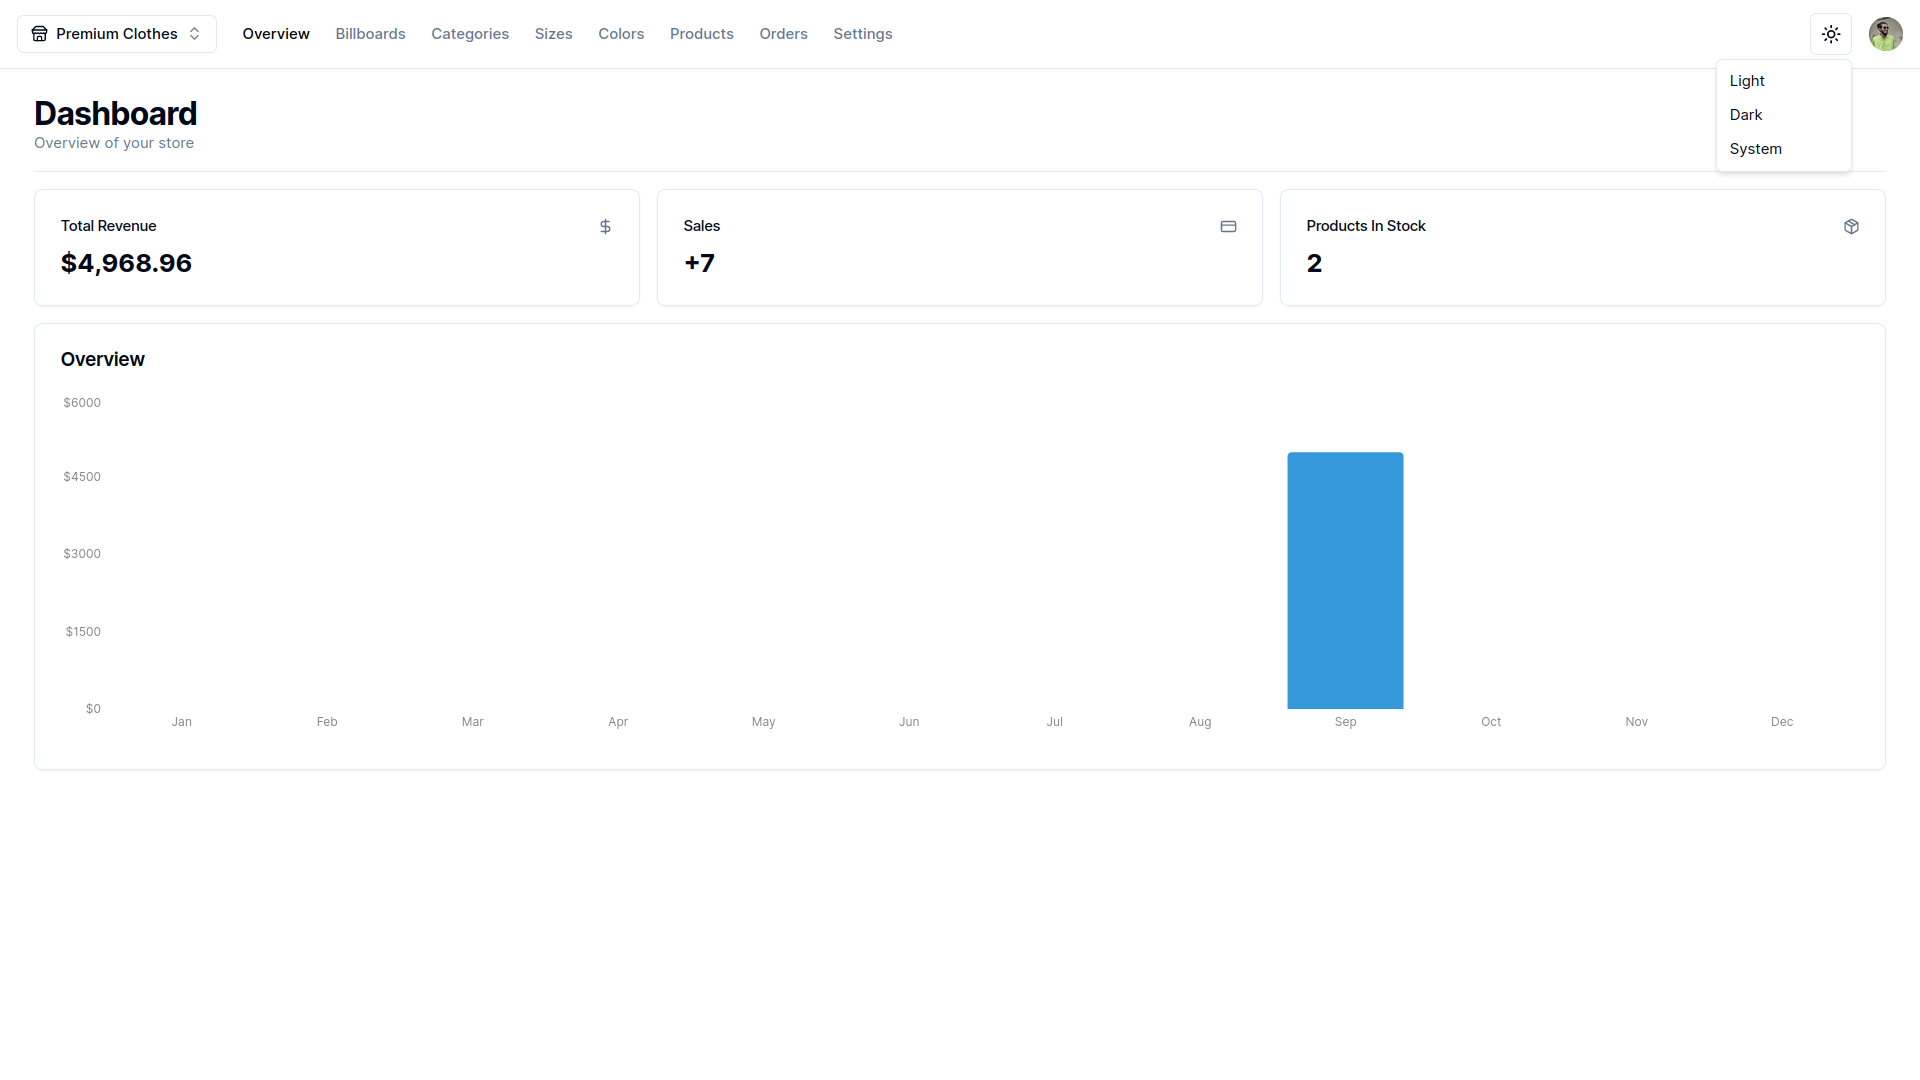 Premium Clothes
Overview
Billboards
Categories
Sizes
Colors
Products
Orders
Settings
Light
Dark
System
Dashboard
Overview of your store
Total Revenue
$4,968.96
Sales
+7
Products In Stock
2
Overview
$6000
$4500
$3000
$1500
$0
Jan
Feb
Mar
Apr
May
Jun
Jul
Aug
Sep
Oct
Nov
Dec